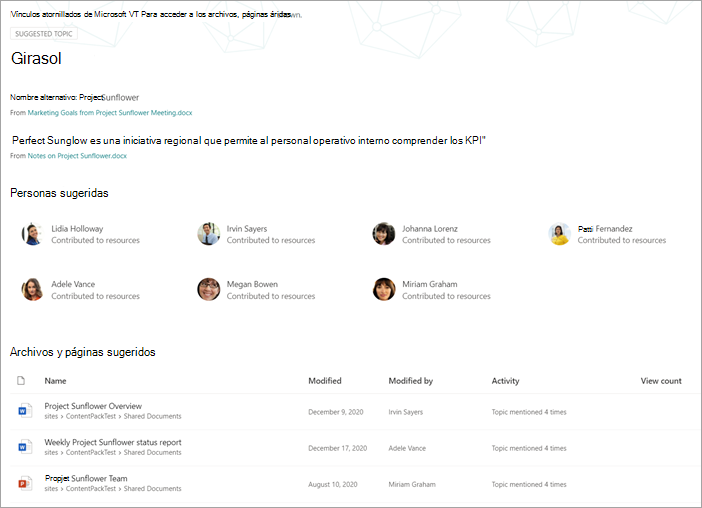 Vínculos atornillados de Microsoft VT Para acceder a los archivos, páginas áridas
SUGGESTED TOPIC
Girasol
Nombre alternativo: Project Sunflower
From Marketing Goals from Project Sunflower Meeting.docx
Perfect Sunglow es una iniciativa regional que permite al personal operativo interno comprender los KPI"
From Notes on Project Sunflower.docx
Personas sugeridas
Lidia Holloway Irvin Sayers Johanna Lorenz Patti Fernandez
Contributed to resources Contributed to resources Contributed to resources Contributed to resources
Adele Vance Megan Bowen Miriam Graham
Contributed to resources Contributed to resources Contributed to resources
Archivos y páginas sugeridos
Name Modified Modified by Activity View count
Project Sunflower Overview
sites > ContentPackTest > Shared Documents December 9, 2020 Irvin Sayers Topic mentioned 4 times
Weekly Project Sunflower status report
sites > ContentPackTest > Shared Documents December 17, 2020 Adele Vance Topic mentioned 4 times
Propjet Sunflower Team
sites > ContentPackTest > Shared Documents August 10, 2020 Miriam Graham Topic mentioned 4 times